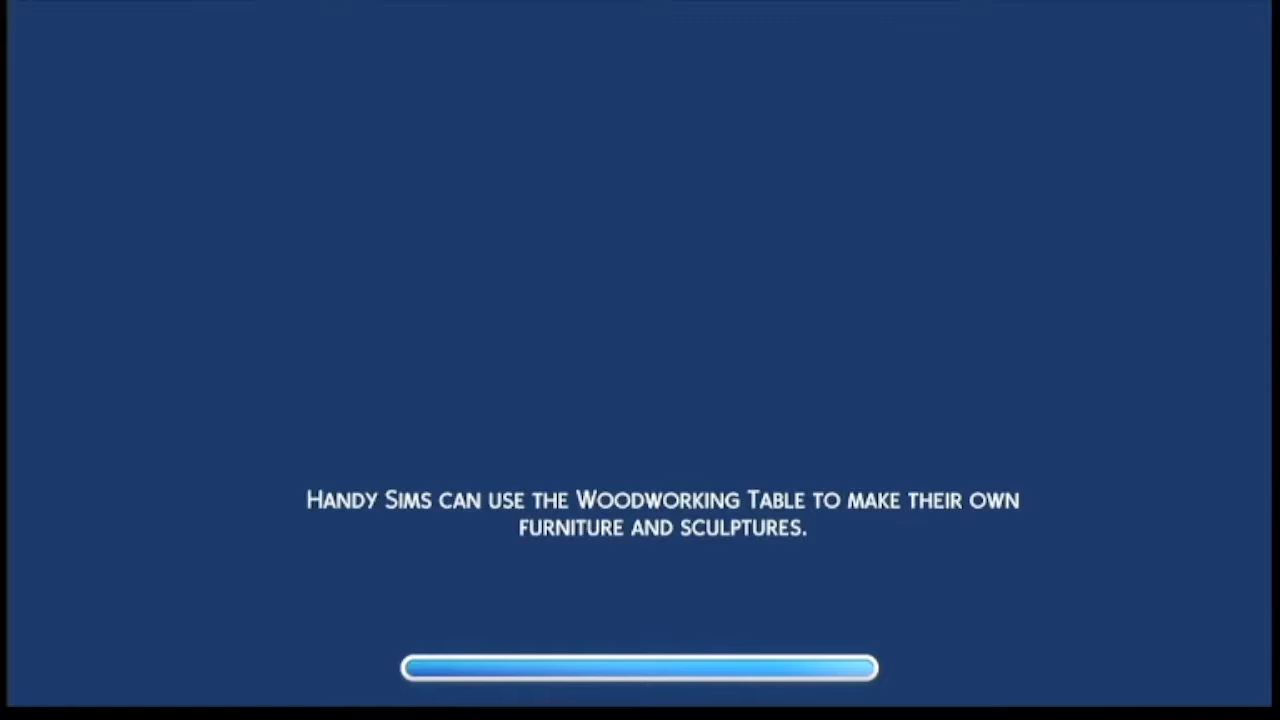 Handy Sims can use the Woodworking Table to make their own
furniture and sculptures.